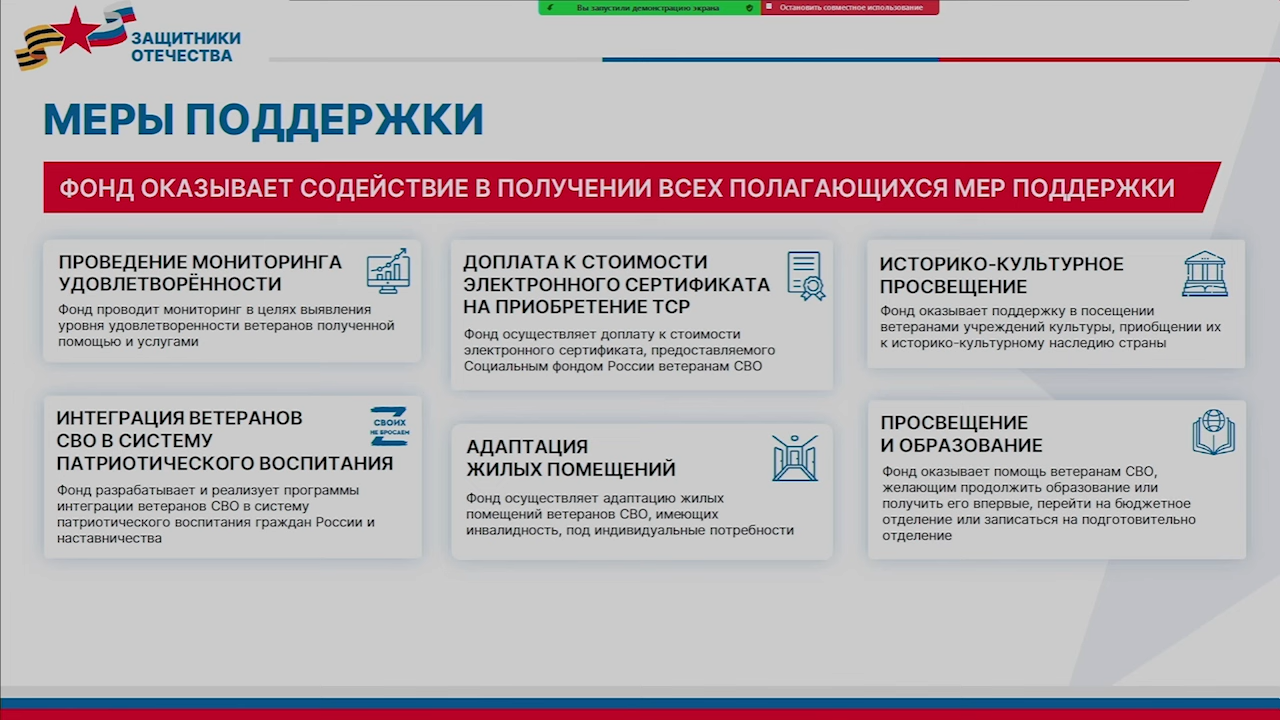 Вы запустили демонстрацию экрана
Остановить совместное использование
ЗАЩИТНИКИ
ОТЕЧЕСТВА
МЕРЫ ПОДДЕРЖКИ
ФОНД ОКАЗЫВАЕТ СОДЕЙСТВИЕ В ПОЛУЧЕНИИ ВСЕХ ПОЛАГАЮЩИХСЯ МЕР ПОДДЕРЖКИ
ПРОВЕДЕНИЕ МОНИТОРИНГА
УДОВЛЕТВОРЁННОСТИ
Фонд проводит мониторинг в целях выявления
уровня удовлетворенности ветеранов полученной
помощью и услугами
ДОПЛАТА К СТОИМОСТИ
ЭЛЕКТРОННОГО СЕРТИФИКАТА
НА ПРИОБРЕТЕНИЕ ТСР
Фонд осуществляет доплату к стоимости
электронного сертификата, предоставляемого
Социальным фондом России ветеранам СВО
ИСТОРИКО-КУЛЬТУРНОЕ
ПРОСВЕЩЕНИЕ
Фонд оказывает поддержку в посещении
ветеранами учреждений культуры, приобщении их
к историко-культурному наследию страны
ИНТЕГРАЦИЯ ВЕТЕРАНОВ
СВО В СИСТЕМУ
ПАТРИОТИЧЕСКОГО ВОСПИТАНИЯ
СВОИХ
НЕ БРОСАЕМ
Фонд разрабатывает и реализует программы
интеграции ветеранов СВО в систему
патриотического воспитания граждан России и
наставничества
АДАПТАЦИЯ
ЖИЛЫХ ПОМЕЩЕНИЙ
Фонд осуществляет адаптацию жилых
помещений ветеранов СВО, имеющих
инвалидность, под индивидуальные потребности
ПРОСВЕЩЕНИЕ
И ОБРАЗОВАНИЕ
Фонд оказывает помощь ветеранам СВО,
желающим продолжить образование или
получить его впервые, перейти на бюджетное
отделение или записаться на подготовительно
отделение